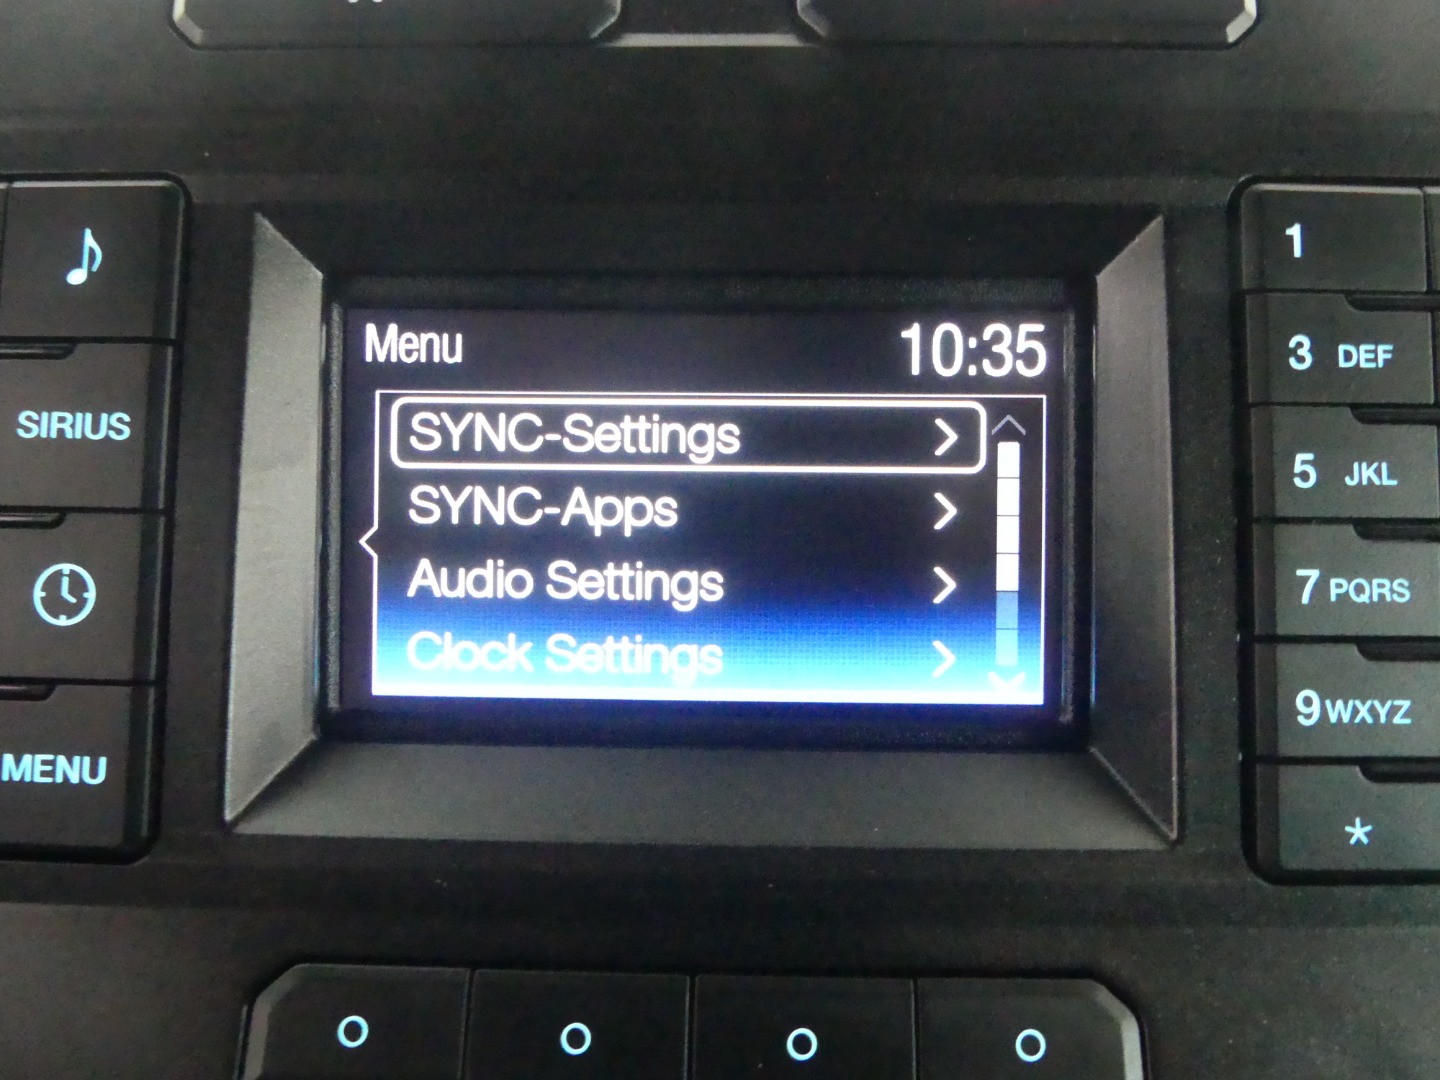 Menu 10:35
SYNC-Settings
SYNC-Apps
Audio Settings
Clock Settings
SIRIUS
MENU
1
3 DEF
5 JKL
7 PQRS
9 WXYZ
*